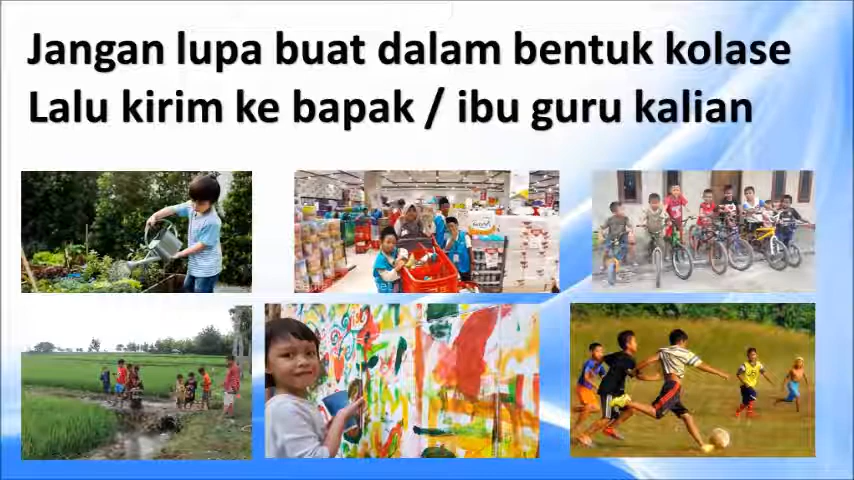 Jangan lupa buat dalam bentuk kolase
Lalu kirim ke bapak / ibu guru kalian